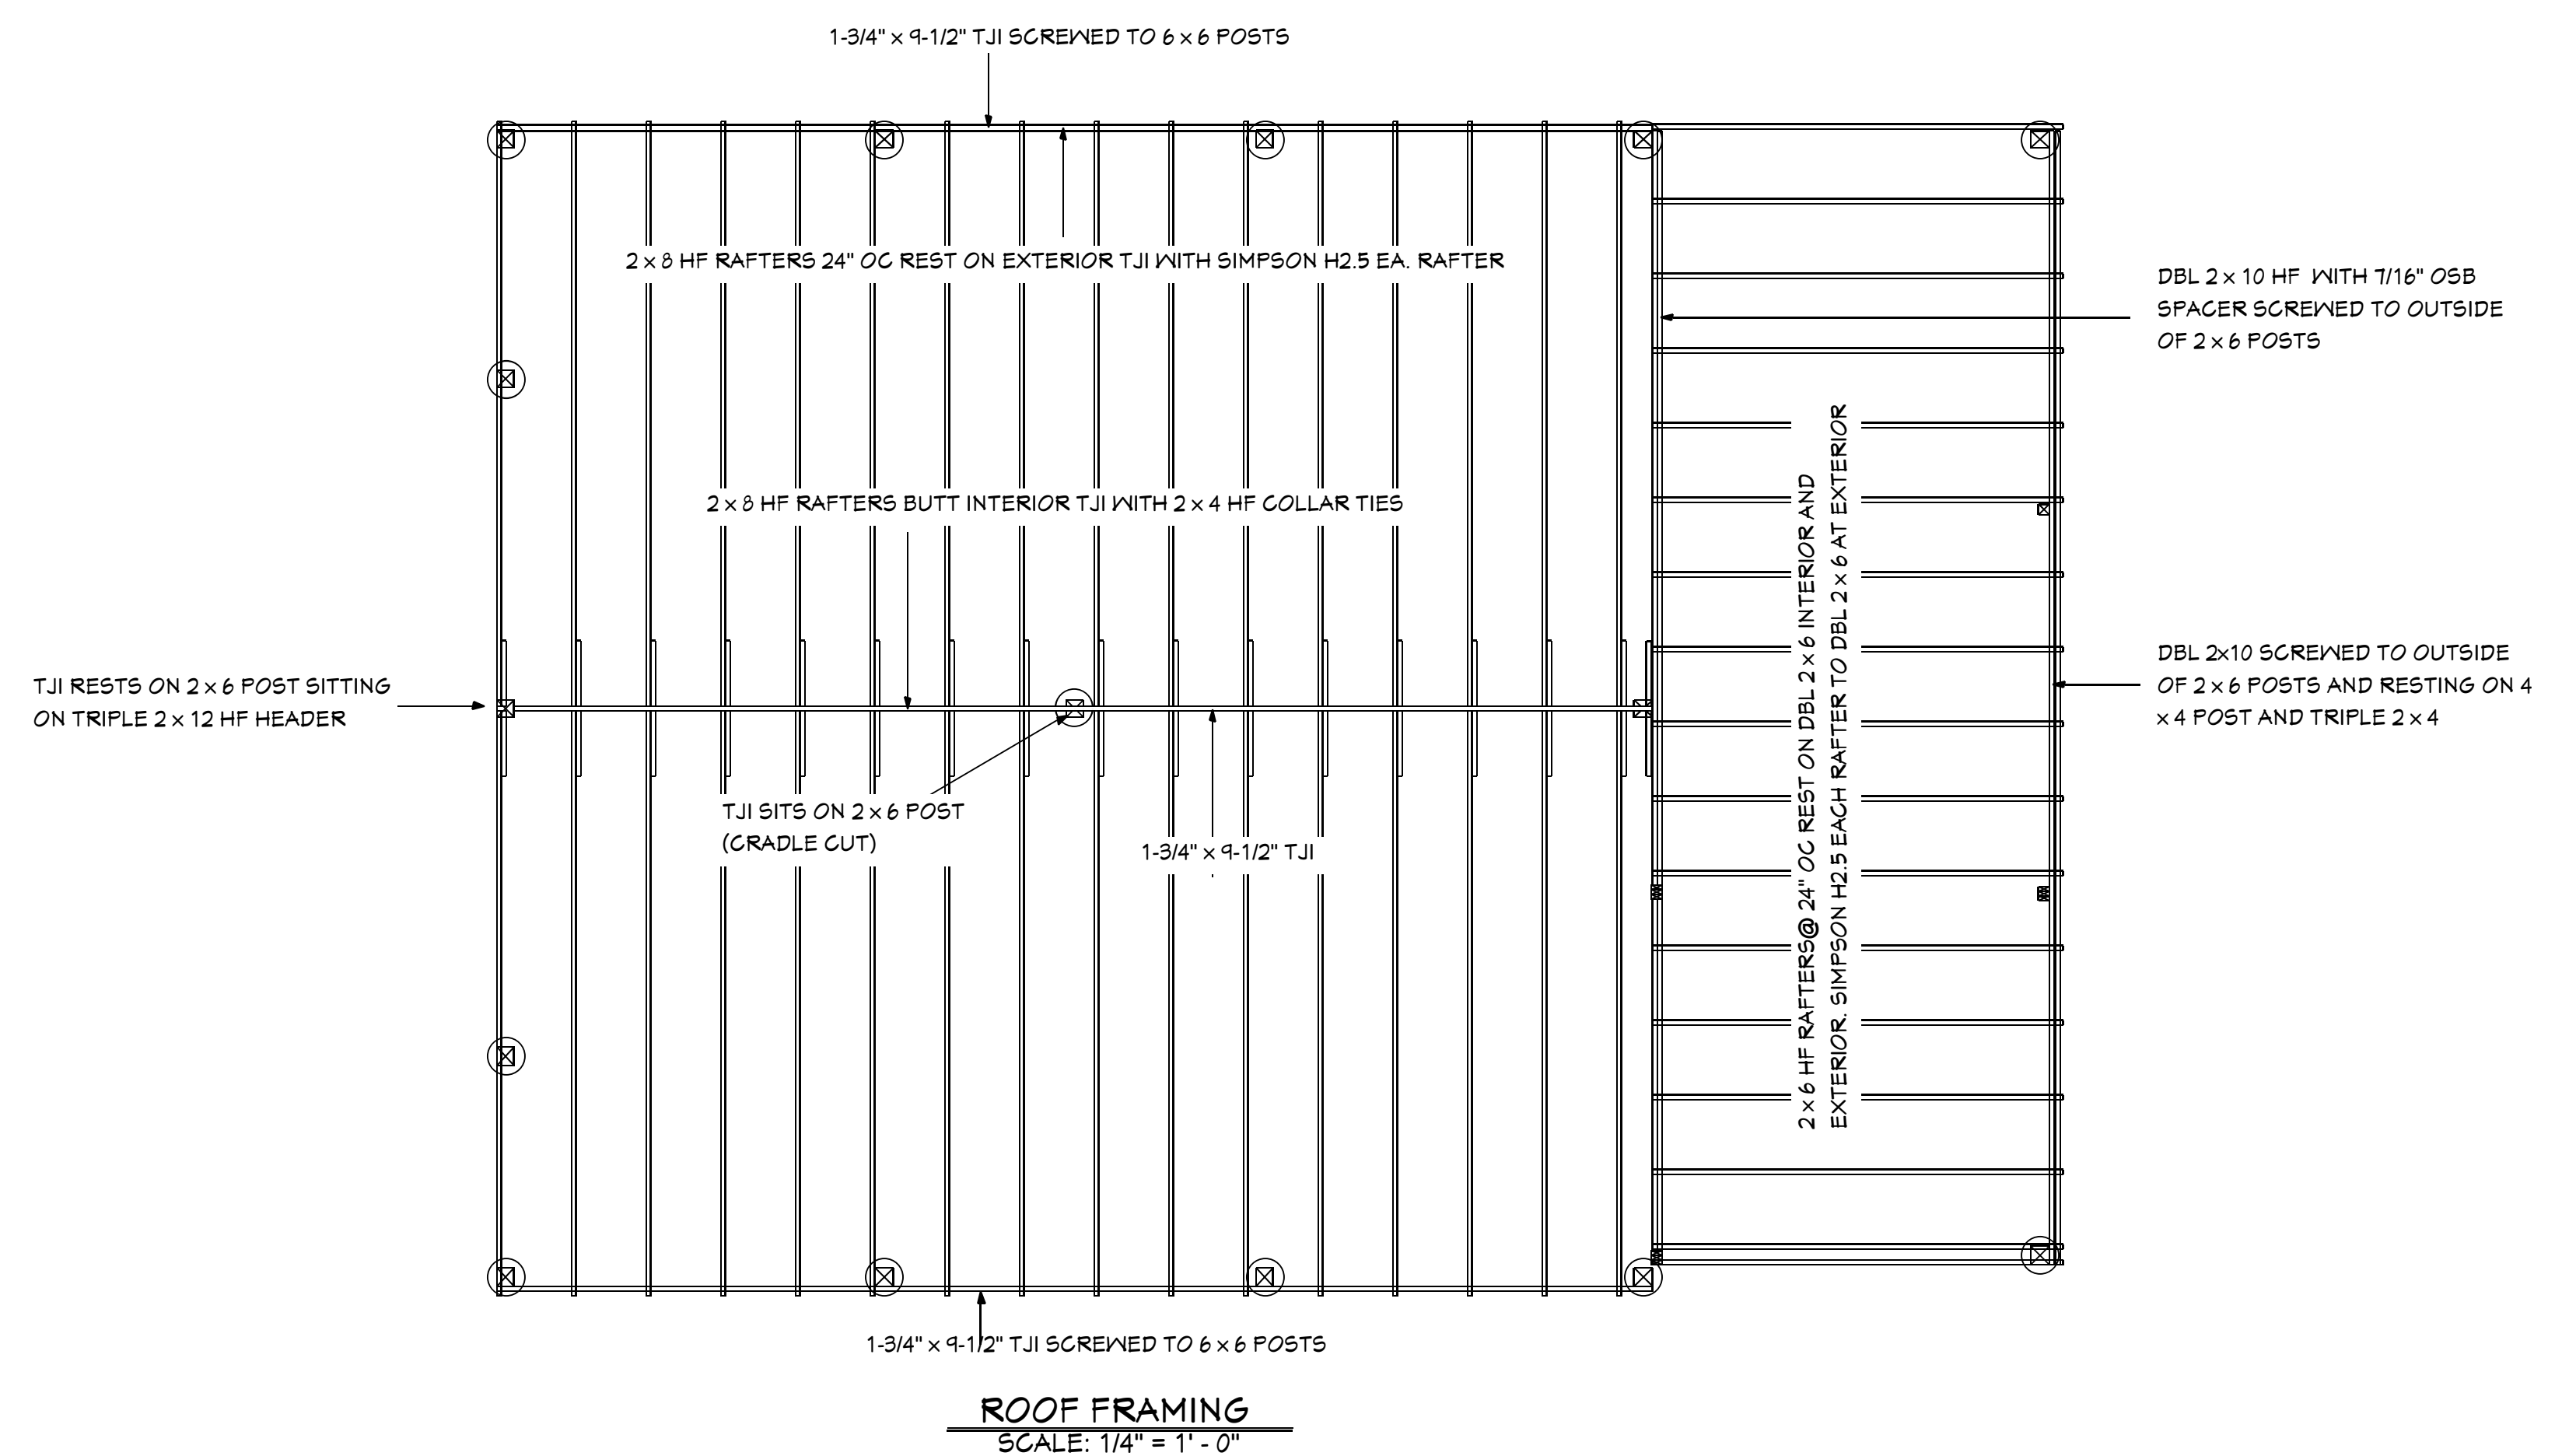 1-3/4" x 9-1/2" TJI SCREWED TO 6 x 6 POSTS
2 x 8 HF RAFTERS 24" OC REST ON EXTERIOR TJI WITH SIMPSON H2.5 EA. RAFTER
DBL 2 x 10 HF WITH 7/16" OSB
SPACER SCREWED TO OUTSIDE
OF 2 x 6 POSTS
2 x 8 HF RAFTERS BUTT INTERIOR TJI WITH 2 x 4 HF COLLAR TIES
2 x 6 HF RAFTERS@ 24" OC REST ON DBL 2 x 6 INTERIOR AND
EXTERIOR. SIMPSON H2.5 EACH RAFTER TO DBL 2 x 6 AT EXTERIOR
TJI RESTS ON 2 x 6 POST SITTING
ON TRIPLE 2 x 12 HF HEADER
DBL 2x10 SCREWED TO OUTSIDE
OF 2 x 6 POSTS AND RESTING ON 4
x 4 POST AND TRIPLE 2 x 4
TJI SITS ON 2 x 6 POST
(CRADLE CUT)
1-3/4" x 9-1/2" TJI
1-3/4" x 9-1/2" TJI SCREWED TO 6 x 6 POSTS
ROOF FRAMING
SCALE: 1/4" = 1' - 0"